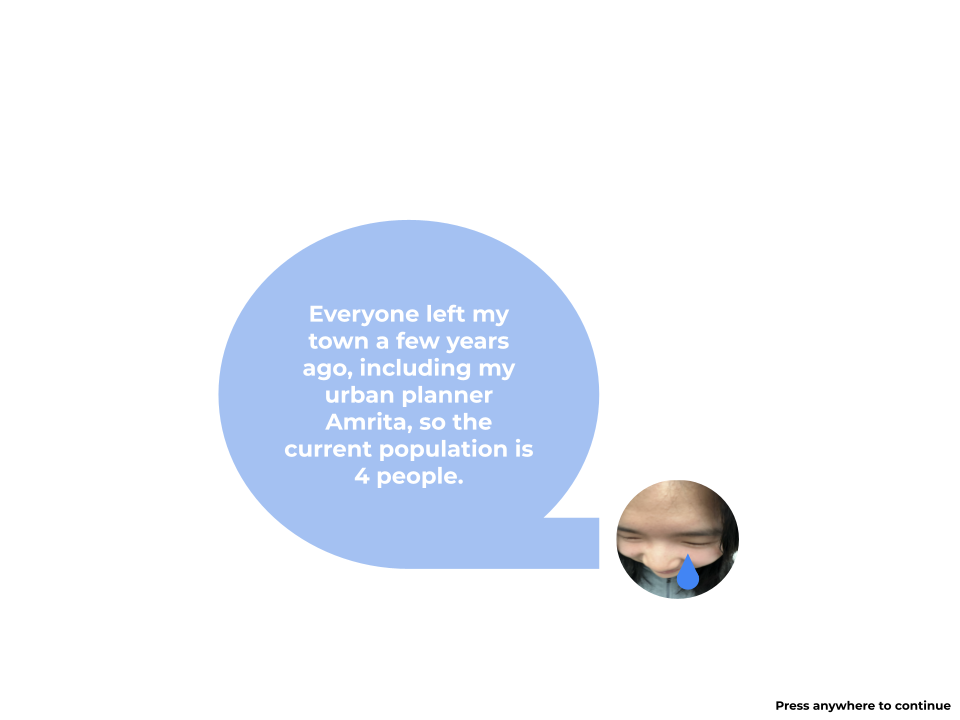 Everyone left my
town a few years
ago, including my
urban planner
Amrita, so the
current population is
4 people.
Press anywhere to continue